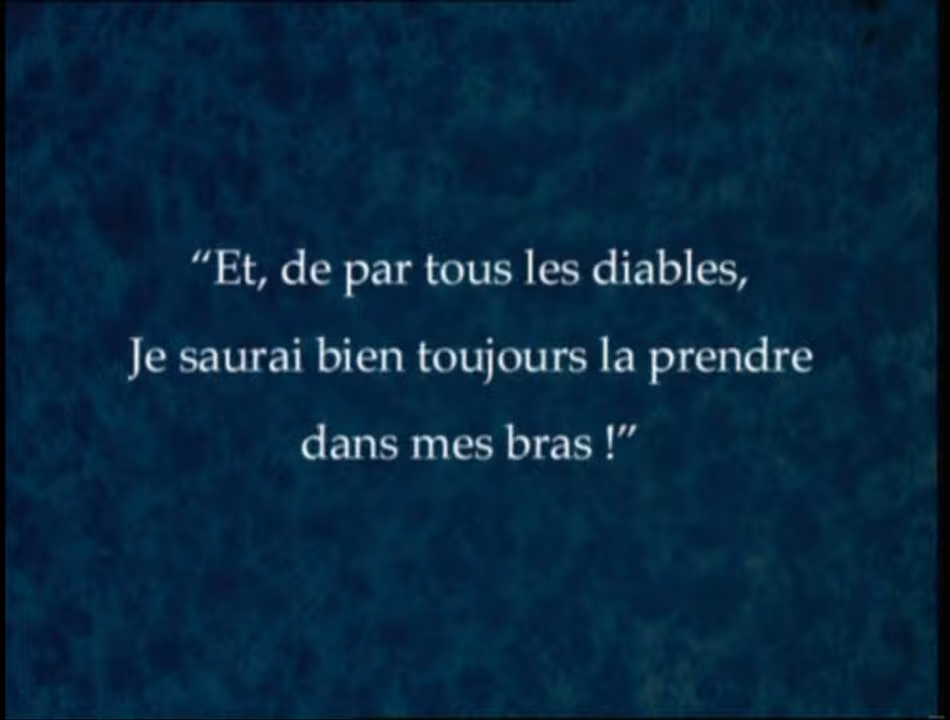 “Et, de par tous les diables,
Je saurai bien toujours la prendre
dans mes bras !”